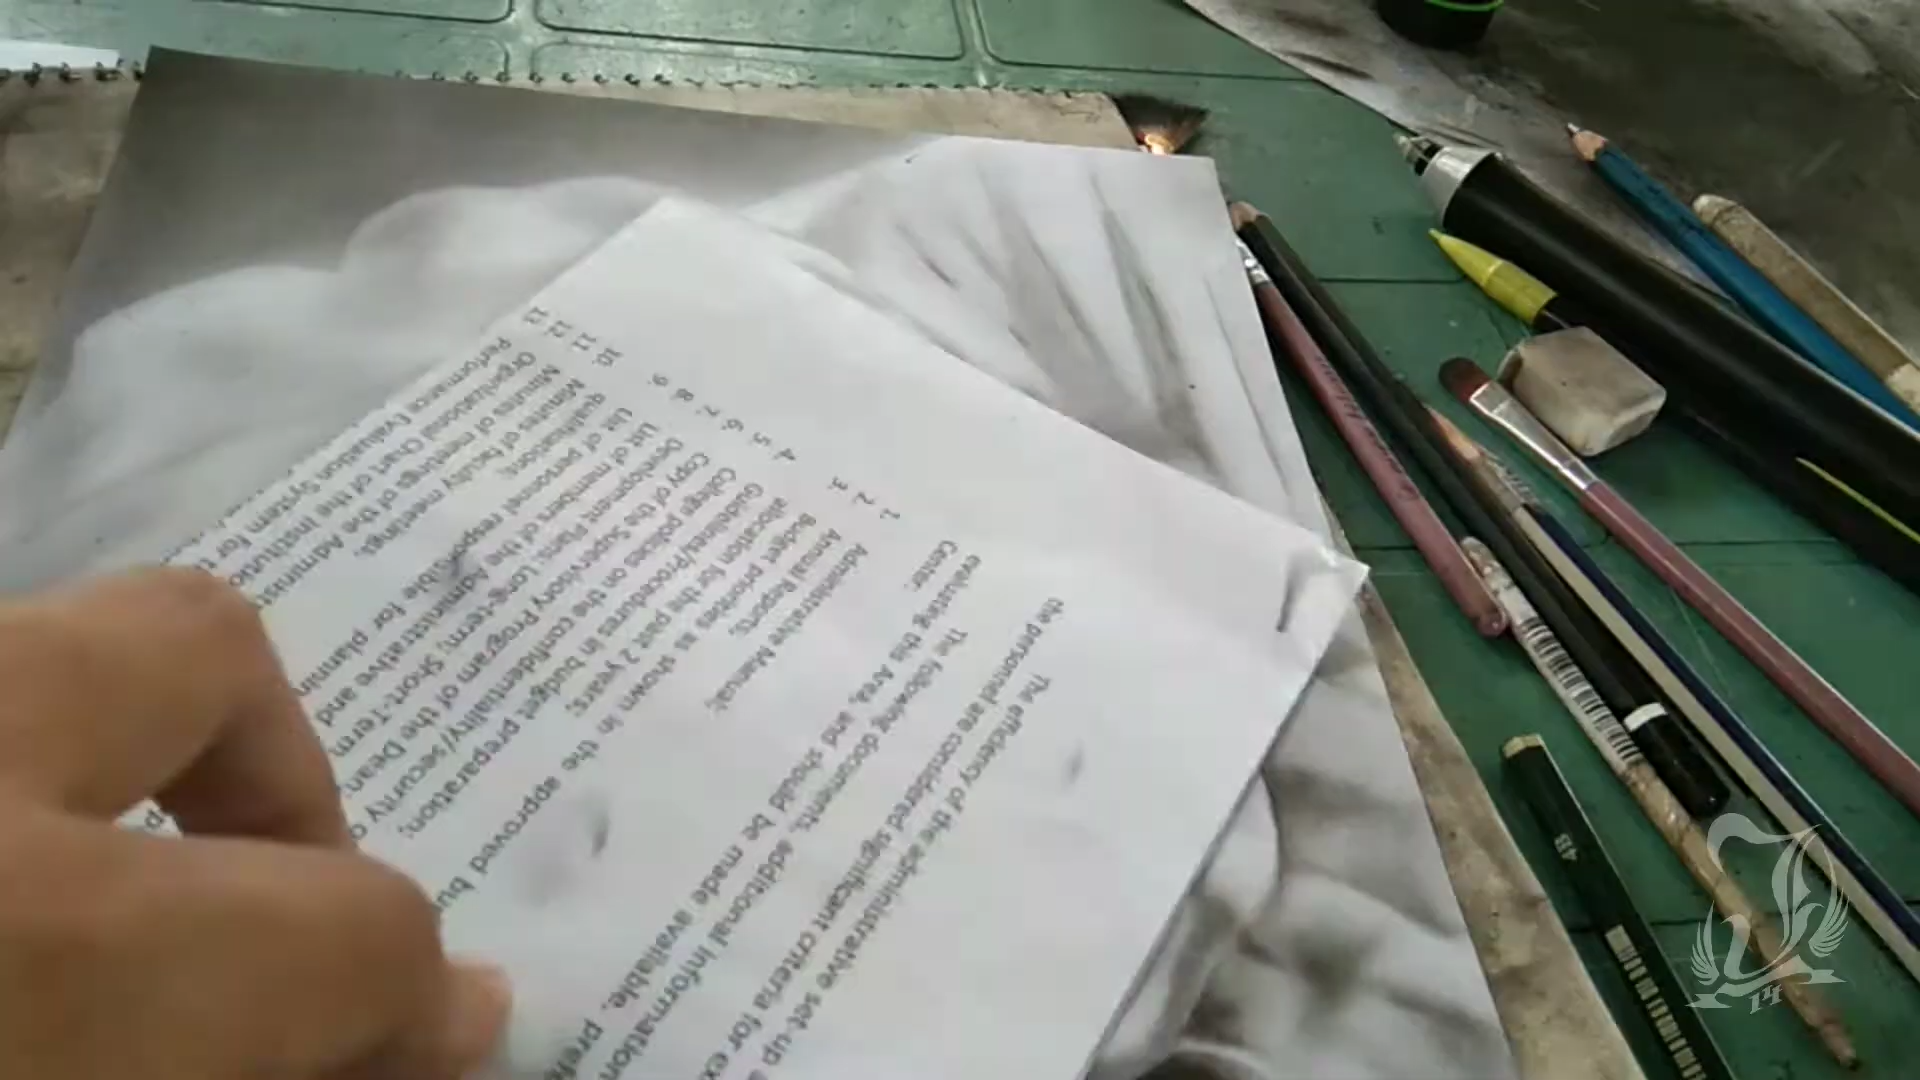 The efficiency of the administrative set-up
the personnel are considered significant criteria for
evaluating this Area, and should be made available, 
Center.
The following documents, additional information
1. Administrative Manual;
2. Annual Reports;
3. Budget priorities as shown in the approved
allocation for the past 2 years;
4. Guidelines/Procedures in budget preparation;
5. College policies on the confidentiality/security
6. Copy of the Supervisory Program of the Dean
7. Development Plan: Long-term, Short-Term
8. List of members of the Administrative and
9. List of personnel responsible for
qualifications;
10. Minutes of faculty meetings;
11. Minutes of meetings of the
12. Organizational Chart of the
13. Performance Evaluation System for
4B
14